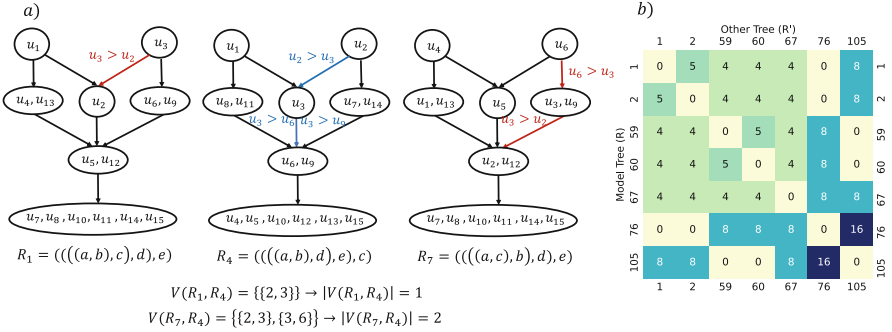 a)
b)
u1 u3
u3 > u2
u4, u13 u2 u6, u9
u5, u12
u7, u8, u10, u11, u14, u15
R1 = ((((a, b), c), d), e)
u1 u2
u2 > u3
u8, u11 u3 u7, u14
u3 > u6 u3 > u9
u6, u9
u4, u5, u10, u12, u13, u15
R4 = ((((a, b), d), e), c)
u4 u6
u6 > u3
u1, u13 u5 u3, u9
u3 > u2
u2, u12
u7, u8, u10, u11, u14, u15
R7 = ((((a, c), b), d), e)
V(R1, R4) = {{2, 3}} → |V(R1, R4)| = 1
V(R7, R4) = {{2, 3}, {3, 6}} → |V(R7, R4)| = 2
Other Tree (R')
1 2 59 60 67 76 105
Model Tree (R)
1 0 5 4 4 4 0 8 1
2 5 0 4 4 4 0 8 2
59 4 4 0 5 4 8 0 59
60 4 4 5 0 4 8 0 60
67 4 4 4 4 0 8 8 67
76 0 0 8 8 8 0 16 76
105 8 8 0 0 8 16 0 105
1 2 59 60 67 76 105